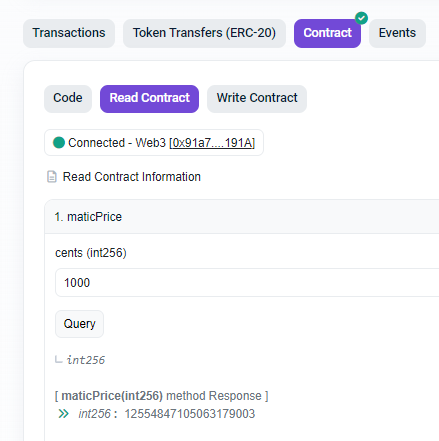 Transactions
Token Transfers (ERC-20)
Contract
Events
Code
Read Contract
Write Contract
Connected - Web3 [0x91a7....191A]
Read Contract Information
1. maticPrice
cents (int256)
1000
Query
int256
[ maticPrice(int256) method Response ]
int256 : 12554847105063179003